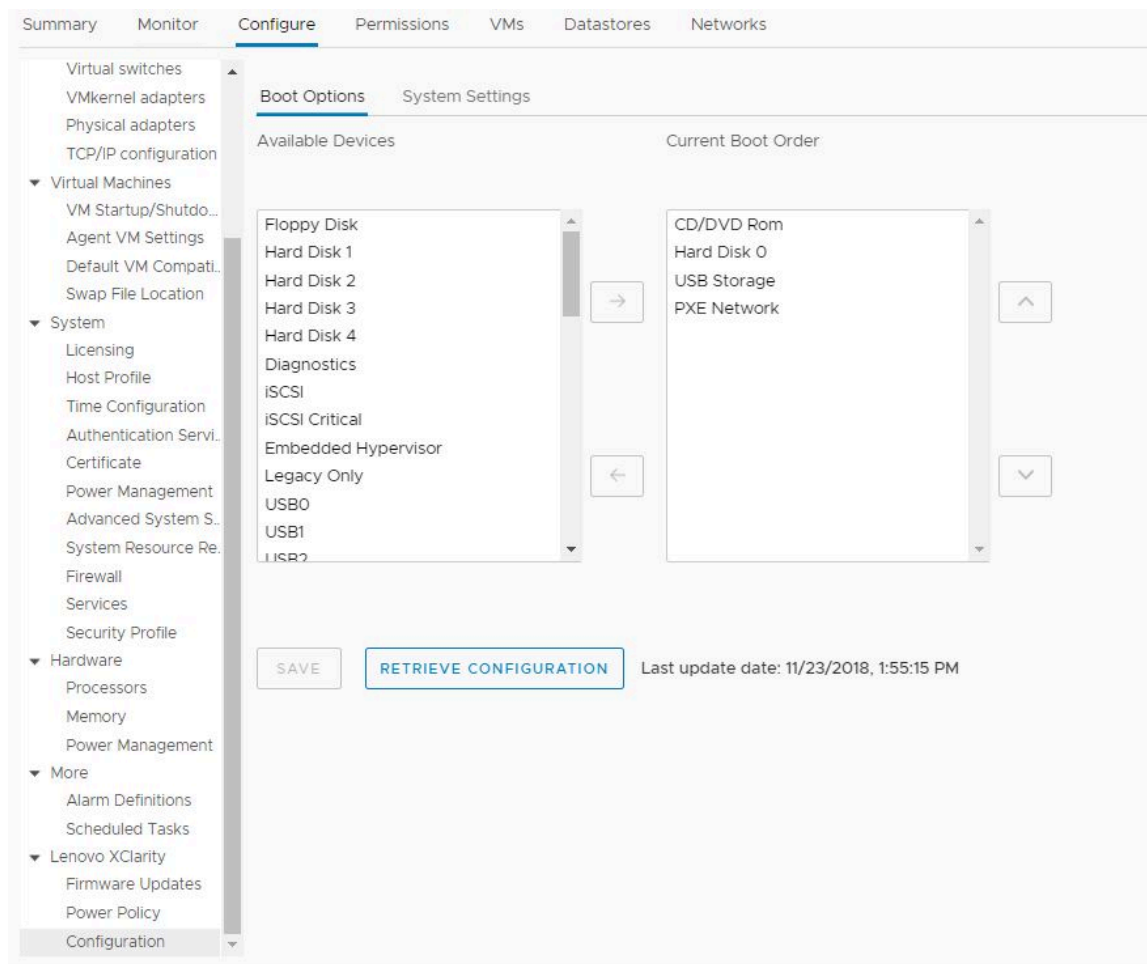 Summary Monitor Configure Permissions VMs Datastores Networks
Virtual switches
VMkernel adapters
Physical adapters
TCP/IP configuration
Virtual Machines
VM Startup/Shutdo...
Agent VM Settings
Default VM Compati..
Swap File Location
System
Licensing
Host Profile
Time Configuration
Authentication Servi..
Certificate
Power Management
Advanced System S..
System Resource Re.
Firewall
Services
Security Profile
Hardware
Processors
Memory
Power Management
More
Alarm Definitions
Scheduled Tasks
Lenovo XClarity
Firmware Updates
Power Policy
Configuration
Boot Options System Settings
Available Devices
Floppy Disk
Hard Disk 1
Hard Disk 2
Hard Disk 3
Hard Disk 4
Diagnostics
iSCSI
iSCSI Critical
Embedded Hypervisor
Legacy Only
USB0
USB1
USB2
Current Boot Order
CD/DVD Rom
Hard Disk 0
USB Storage
PXE Network
SAVE RETRIEVE CONFIGURATION Last update date: 11/23/2018, 1:55:15 PM